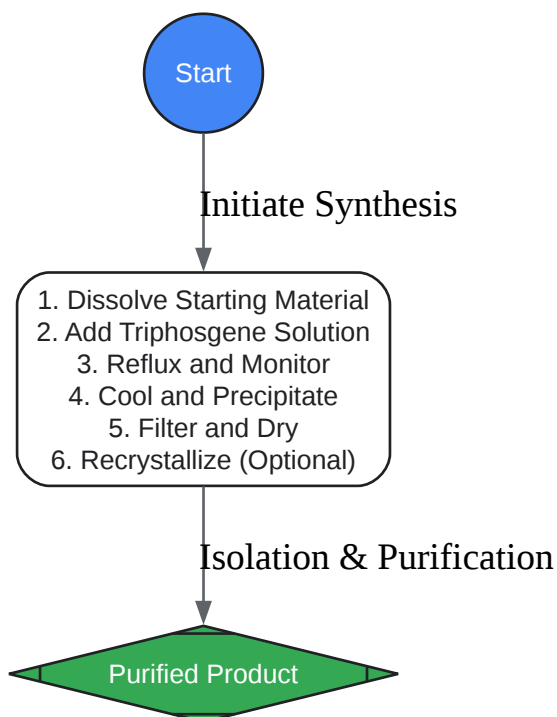 Start
Initiate Synthesis
1. Dissolve Starting Material
2. Add Triphosgene Solution
3. Reflux and Monitor
4. Cool and Precipitate
5. Filter and Dry
6. Recrystallize (Optional)
Isolation & Purification
Purified Product